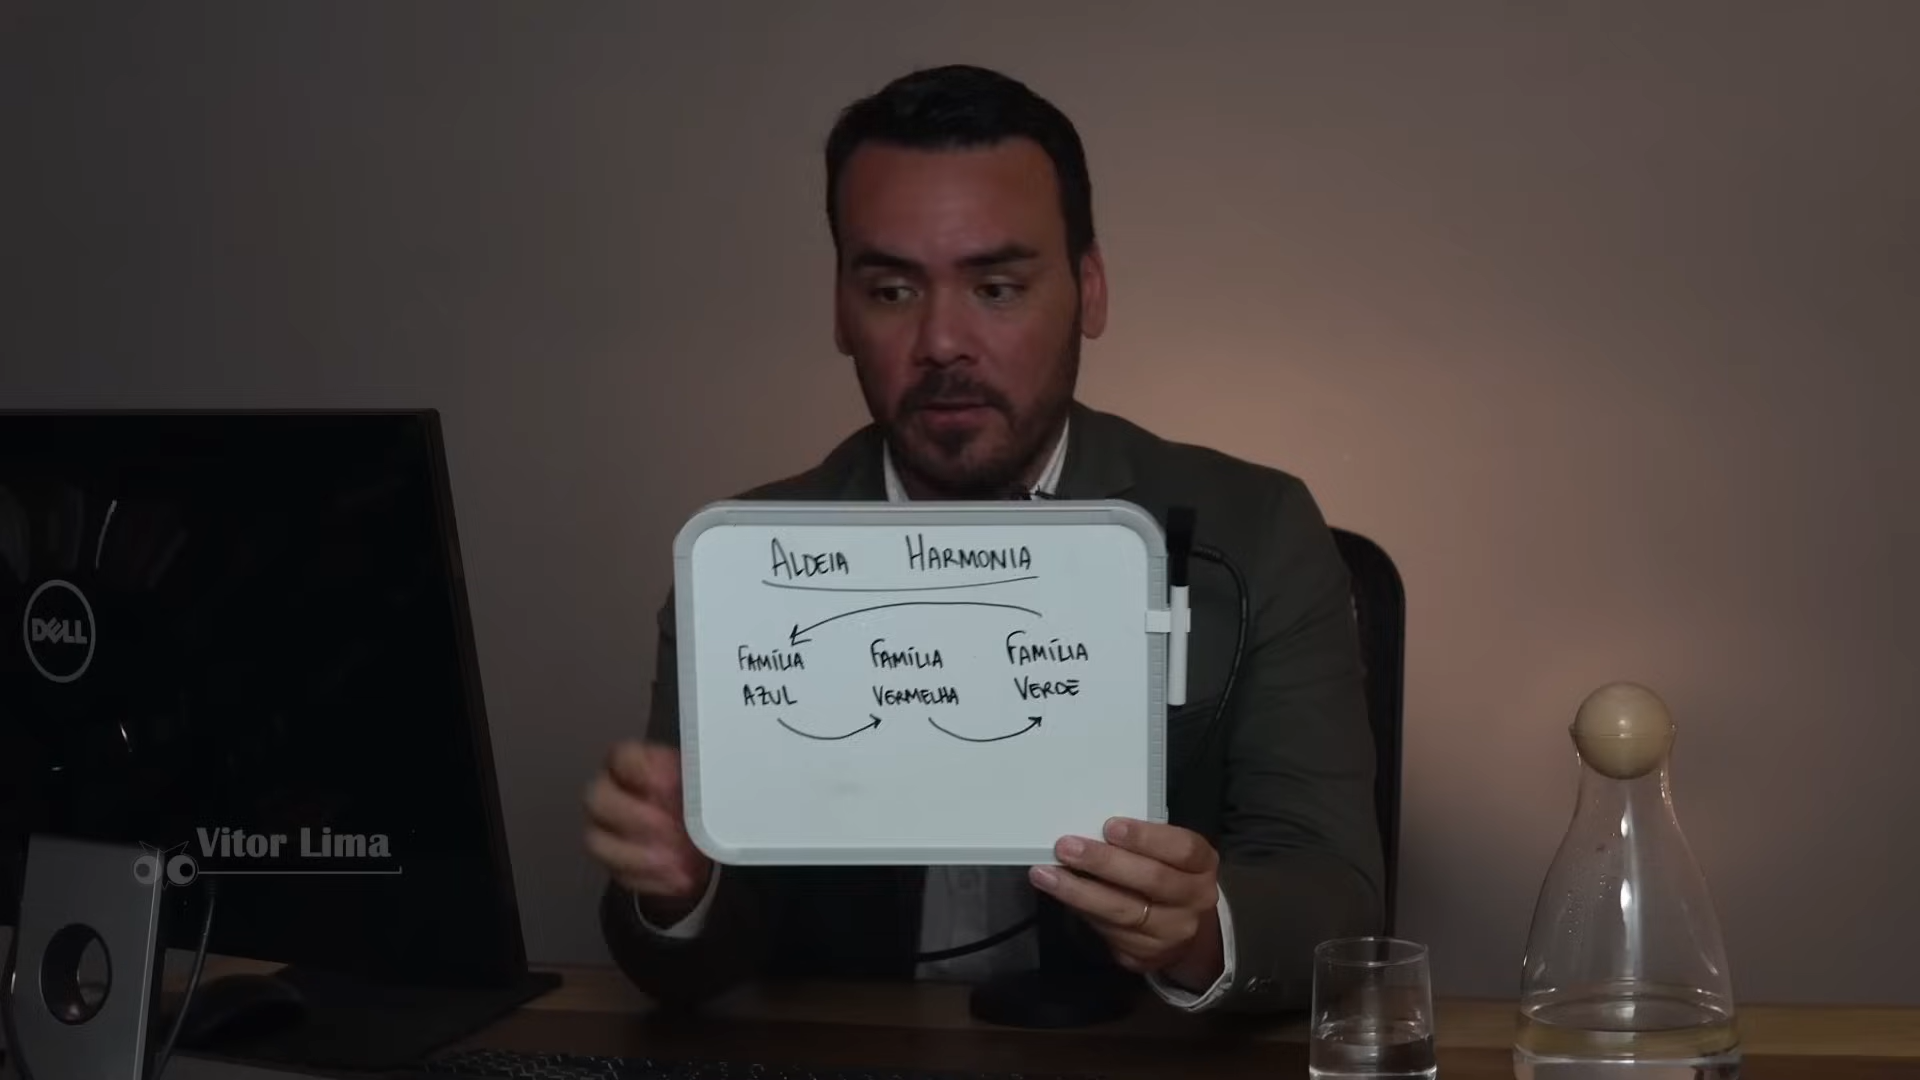 ALDEIA HARMONIA
FAMÍLIA AZUL
FAMÍLIA VERMELHA
FAMÍLIA VERDE
DELL
Vitor Lima